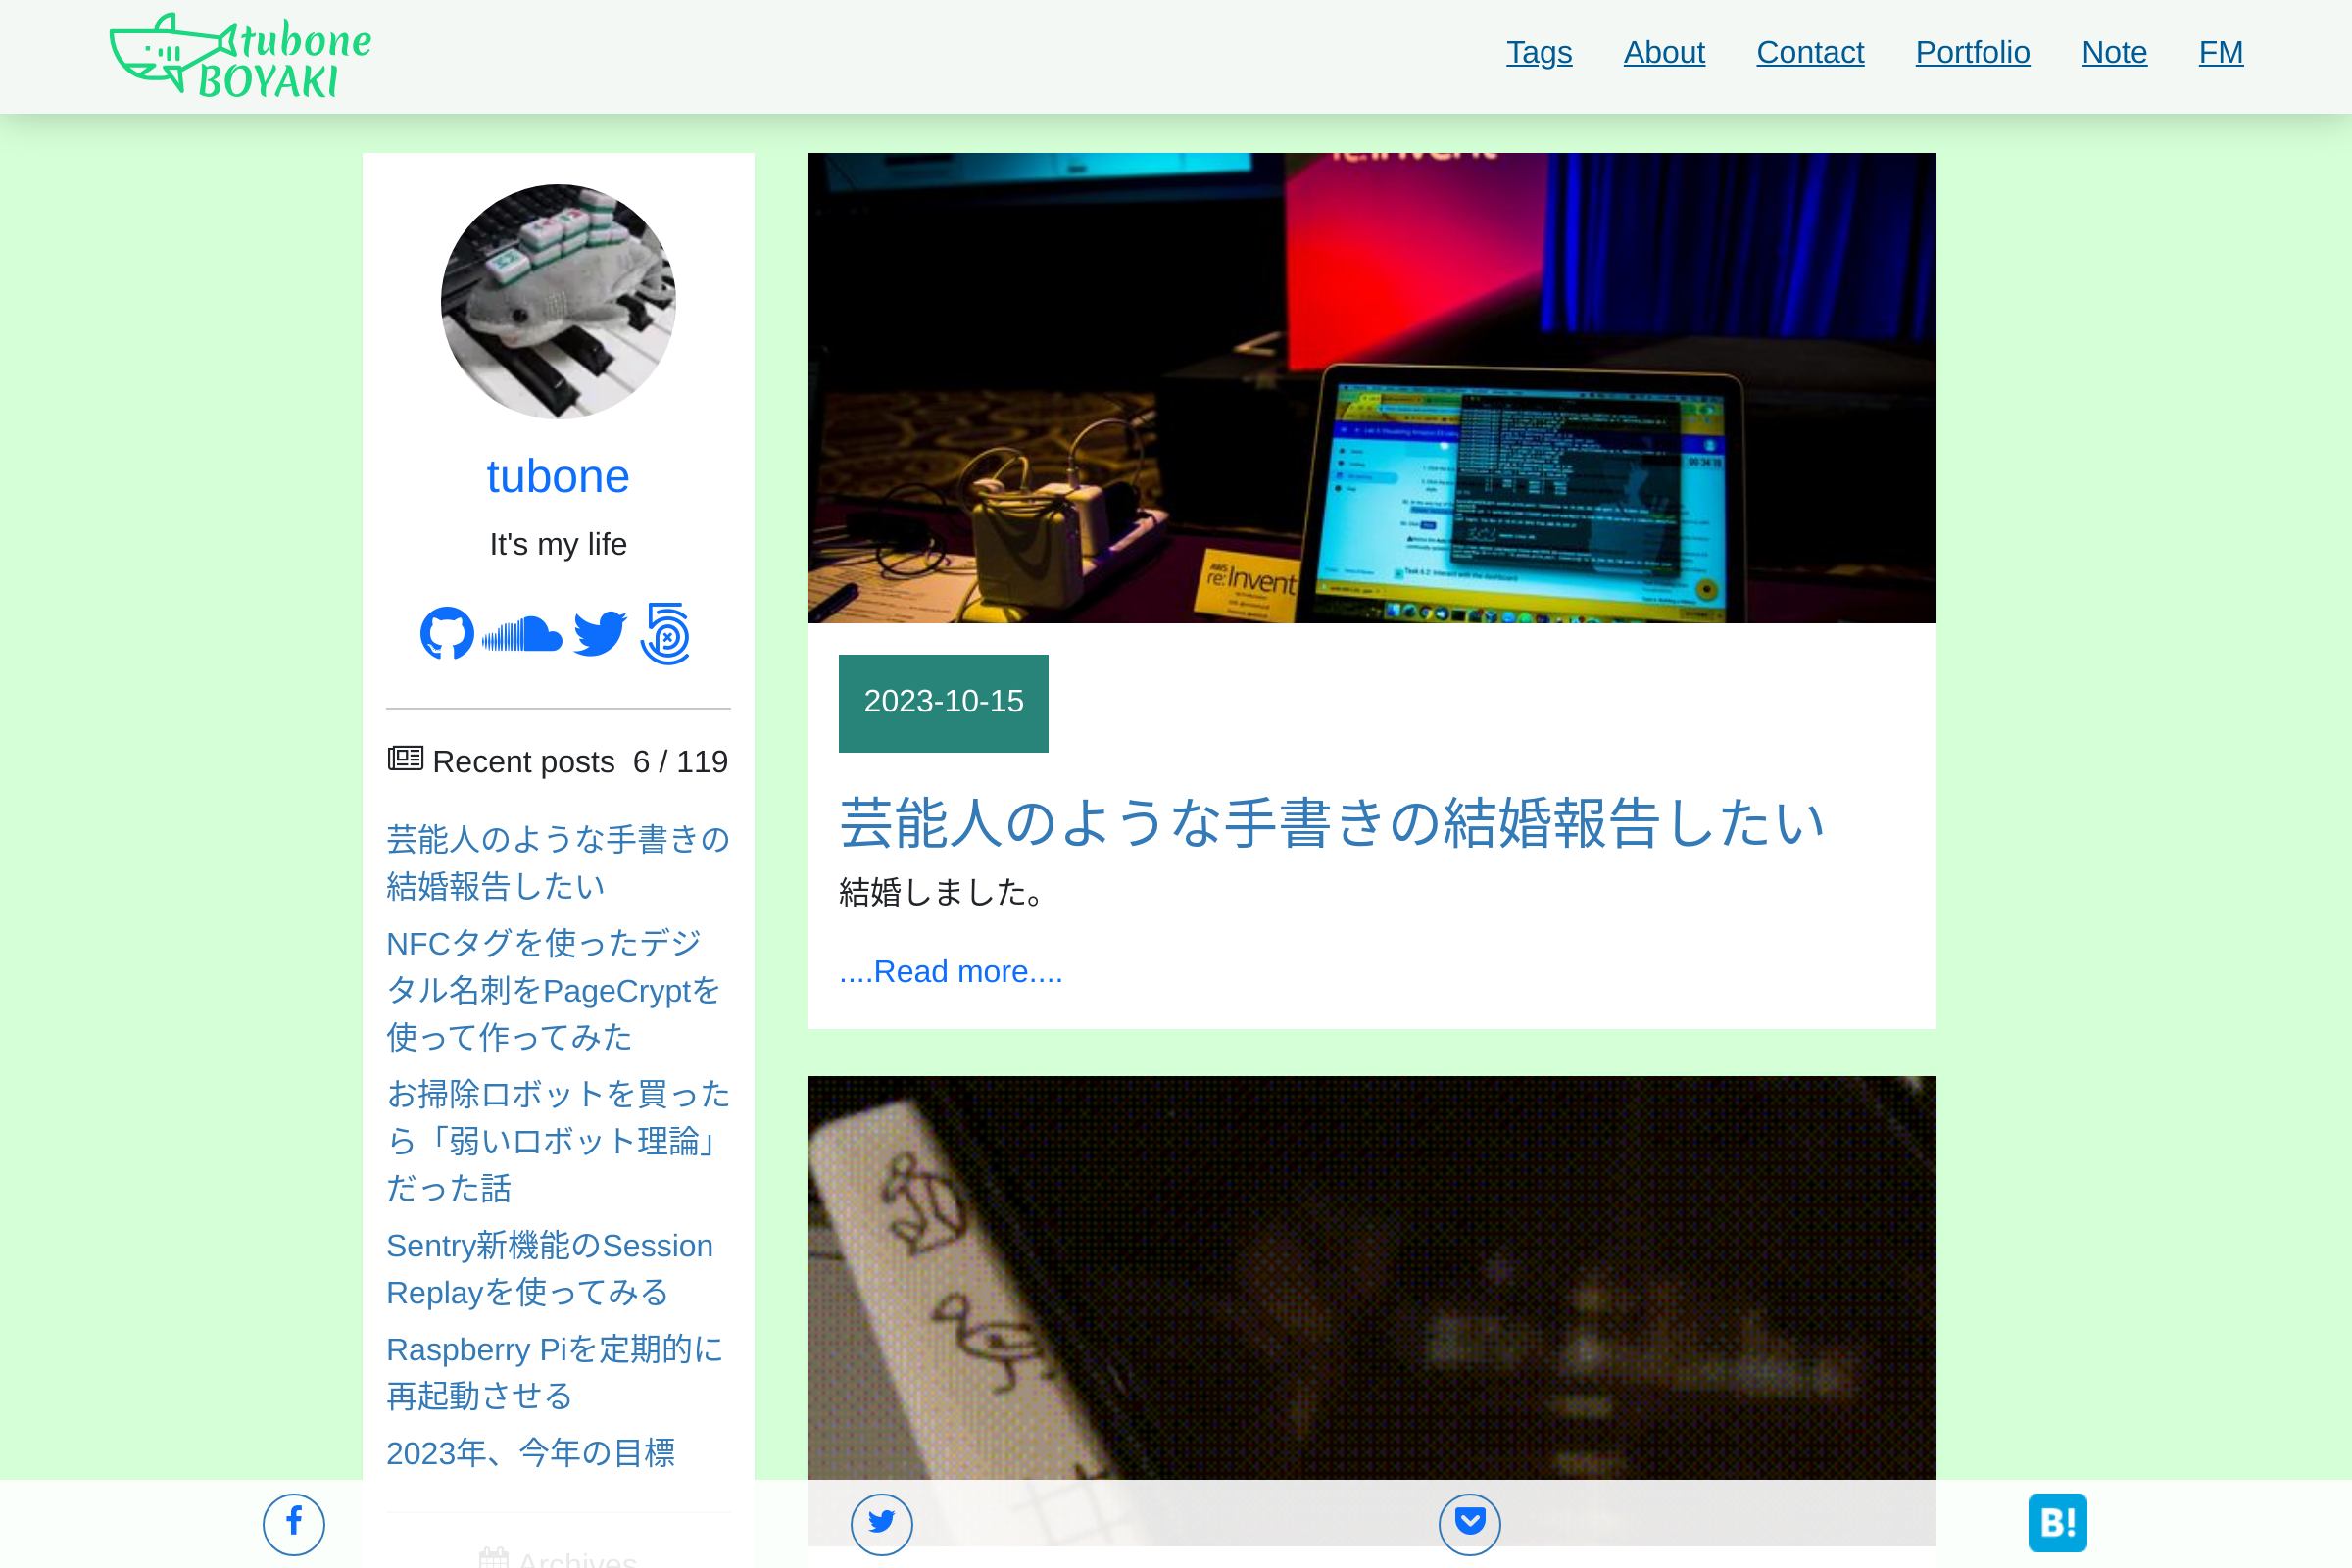 tubone
BOYAKI
Tags About Contact Portfolio Note FM
tubone
It's my life
Recent posts 6 / 119
芸能人のような手書きの
結婚報告したい
NFCタグを使ったデジ
タル名刺をPageCryptを
使って作ってみた
お掃除ロボットを買った
ら「弱いロボット理論」
だった話
Sentry新機能のSession
Replayを使ってみる
Raspberry Piを定期的に
再起動させる
2023年、今年の目標
Archives
re:Invent
AWS
re:Invent
2023-10-15
芸能人のような手書きの結婚報告したい
結婚しました。
....Read more....
B!